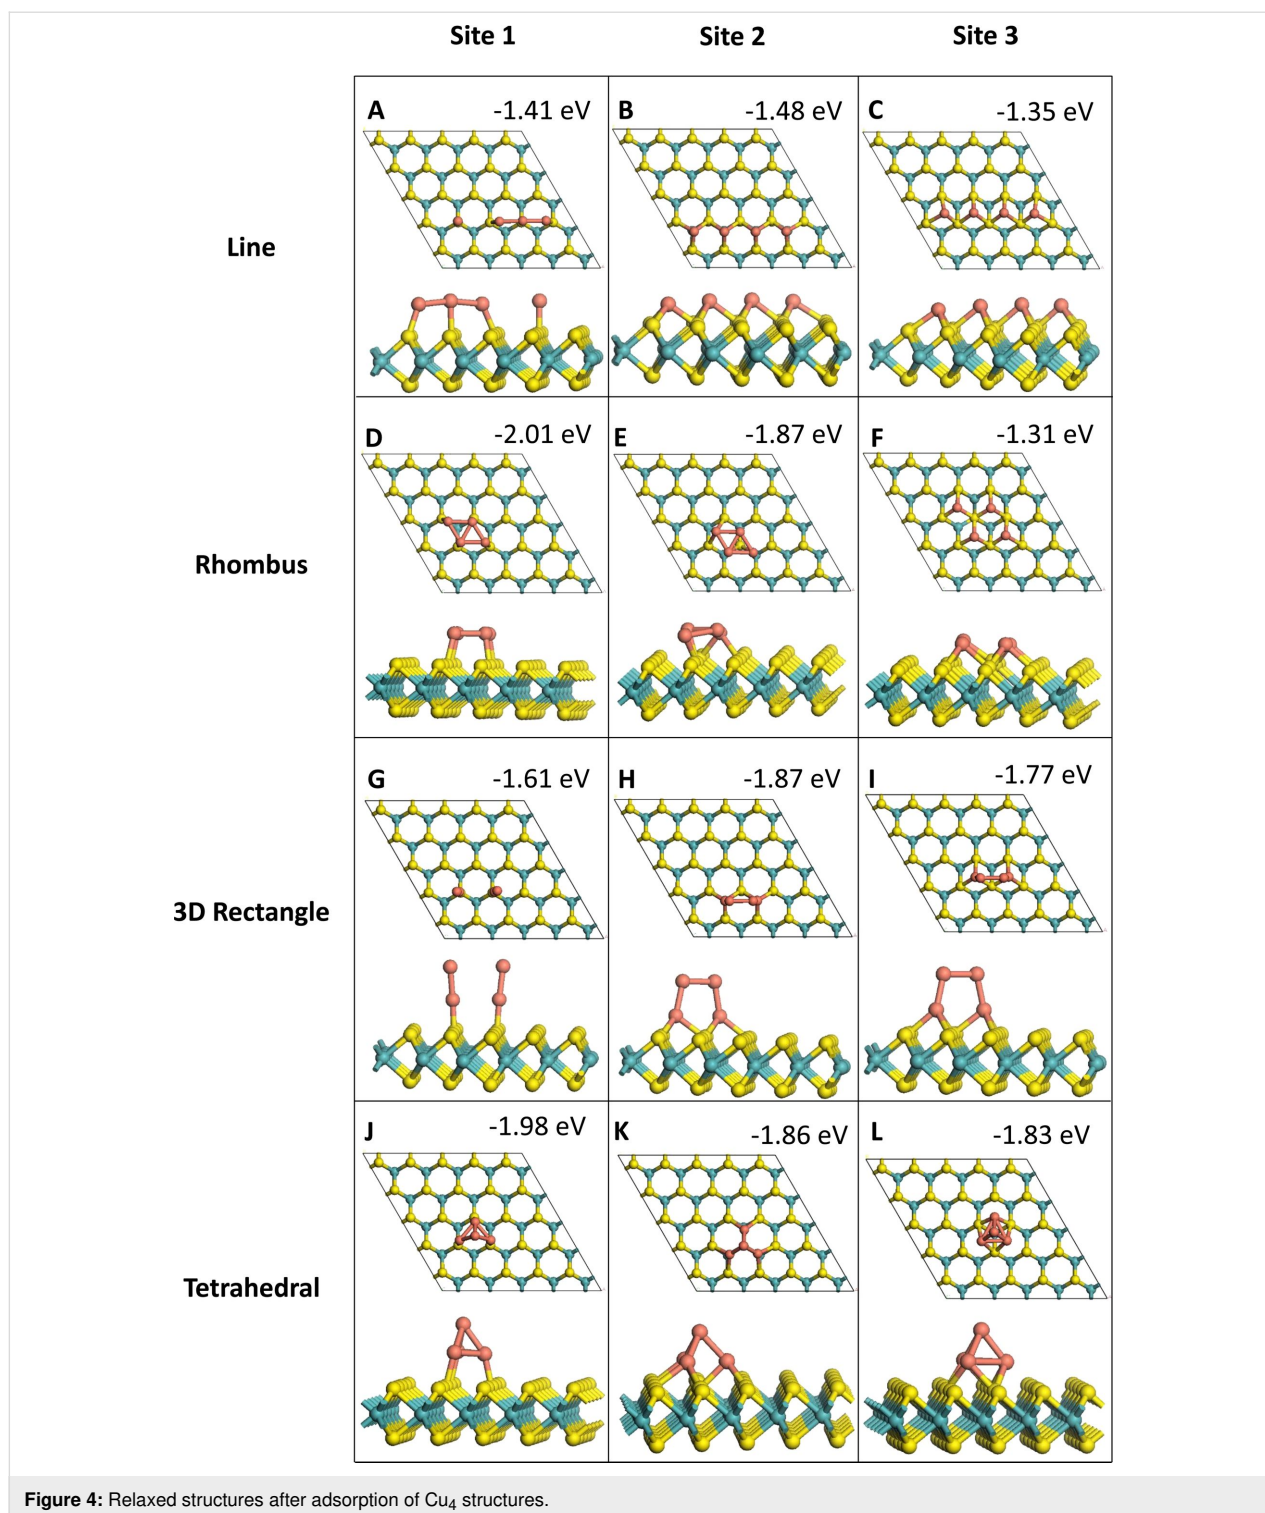 Site 1 Site 2 Site 3
A -1.41 eV B -1.48 eV C -1.35 eV
Line
D -2.01 eV E -1.87 eV F -1.31 eV
Rhombus
G -1.61 eV H -1.87 eV I -1.77 eV
3D Rectangle
J -1.98 eV K -1.86 eV L -1.83 eV
Tetrahedral
Figure 4: Relaxed structures after adsorption of Cu₄ structures.